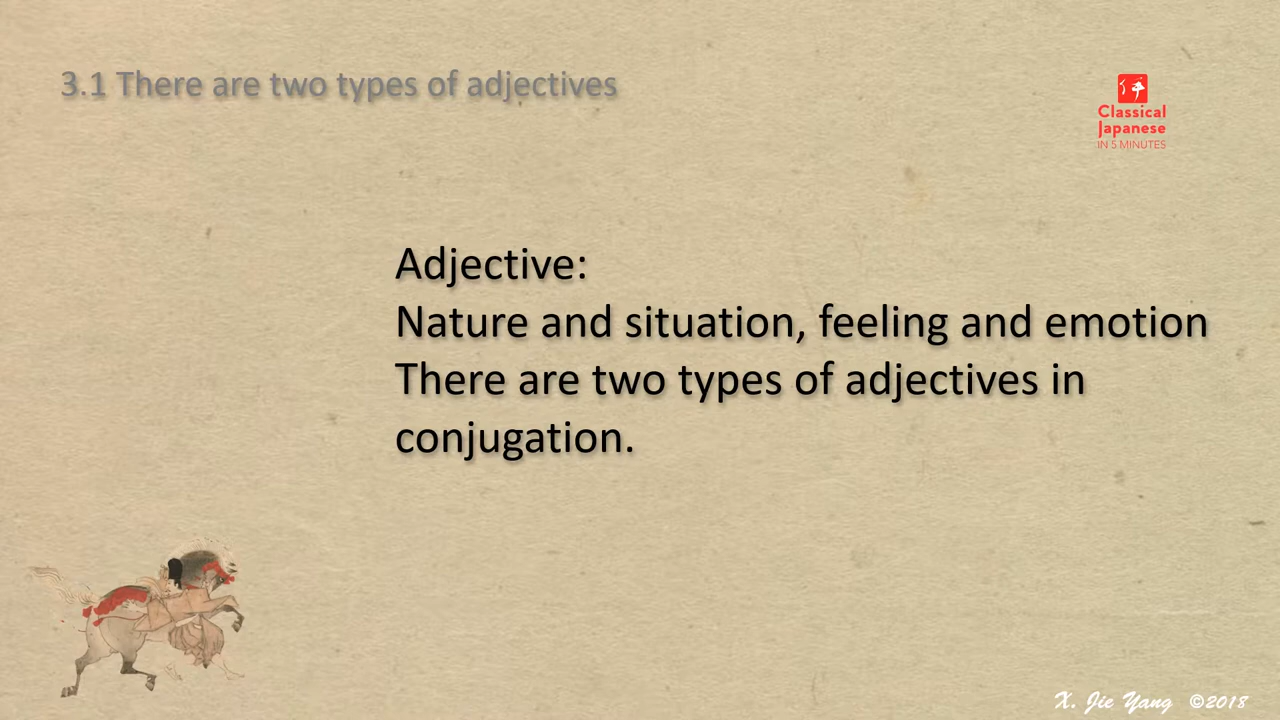 3.1 There are two types of adjectives
Classical
Japanese
IN 5 MINUTES
Adjective:
Nature and situation, feeling and emotion
There are two types of adjectives in
conjugation.
X. Jie Yang ©2018